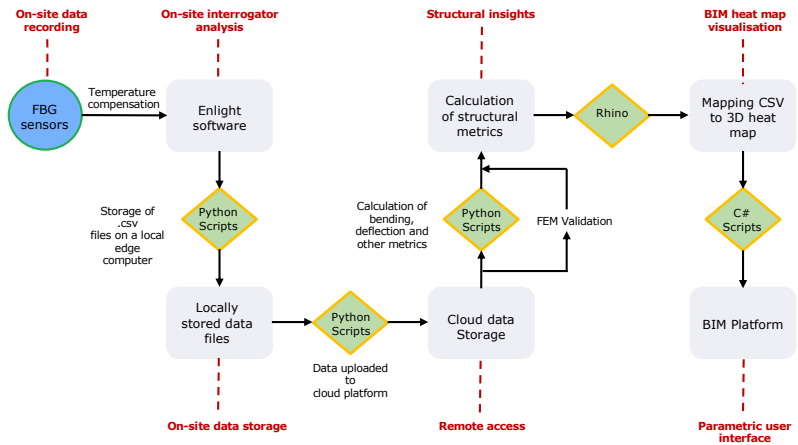 On-site data
recording
On-site interrogator
analysis
Structural insights
BIM heat map
visualisation
FBG
sensors
Temperature
compensation
Enlight
software
Calculation
of structural
metrics
Rhino
Mapping CSV
to 3D heat
map
Storage of
.csv
files on a local
edge
computer
Python
Scripts
Calculation of
bending,
deflection and
other metrics
Python
Scripts
FEM Validation
C#
Scripts
Locally
stored data
files
Python
Scripts
Data uploaded
to
cloud platform
Cloud data
Storage
BIM Platform
On-site data storage
Remote access
Parametric user
interface